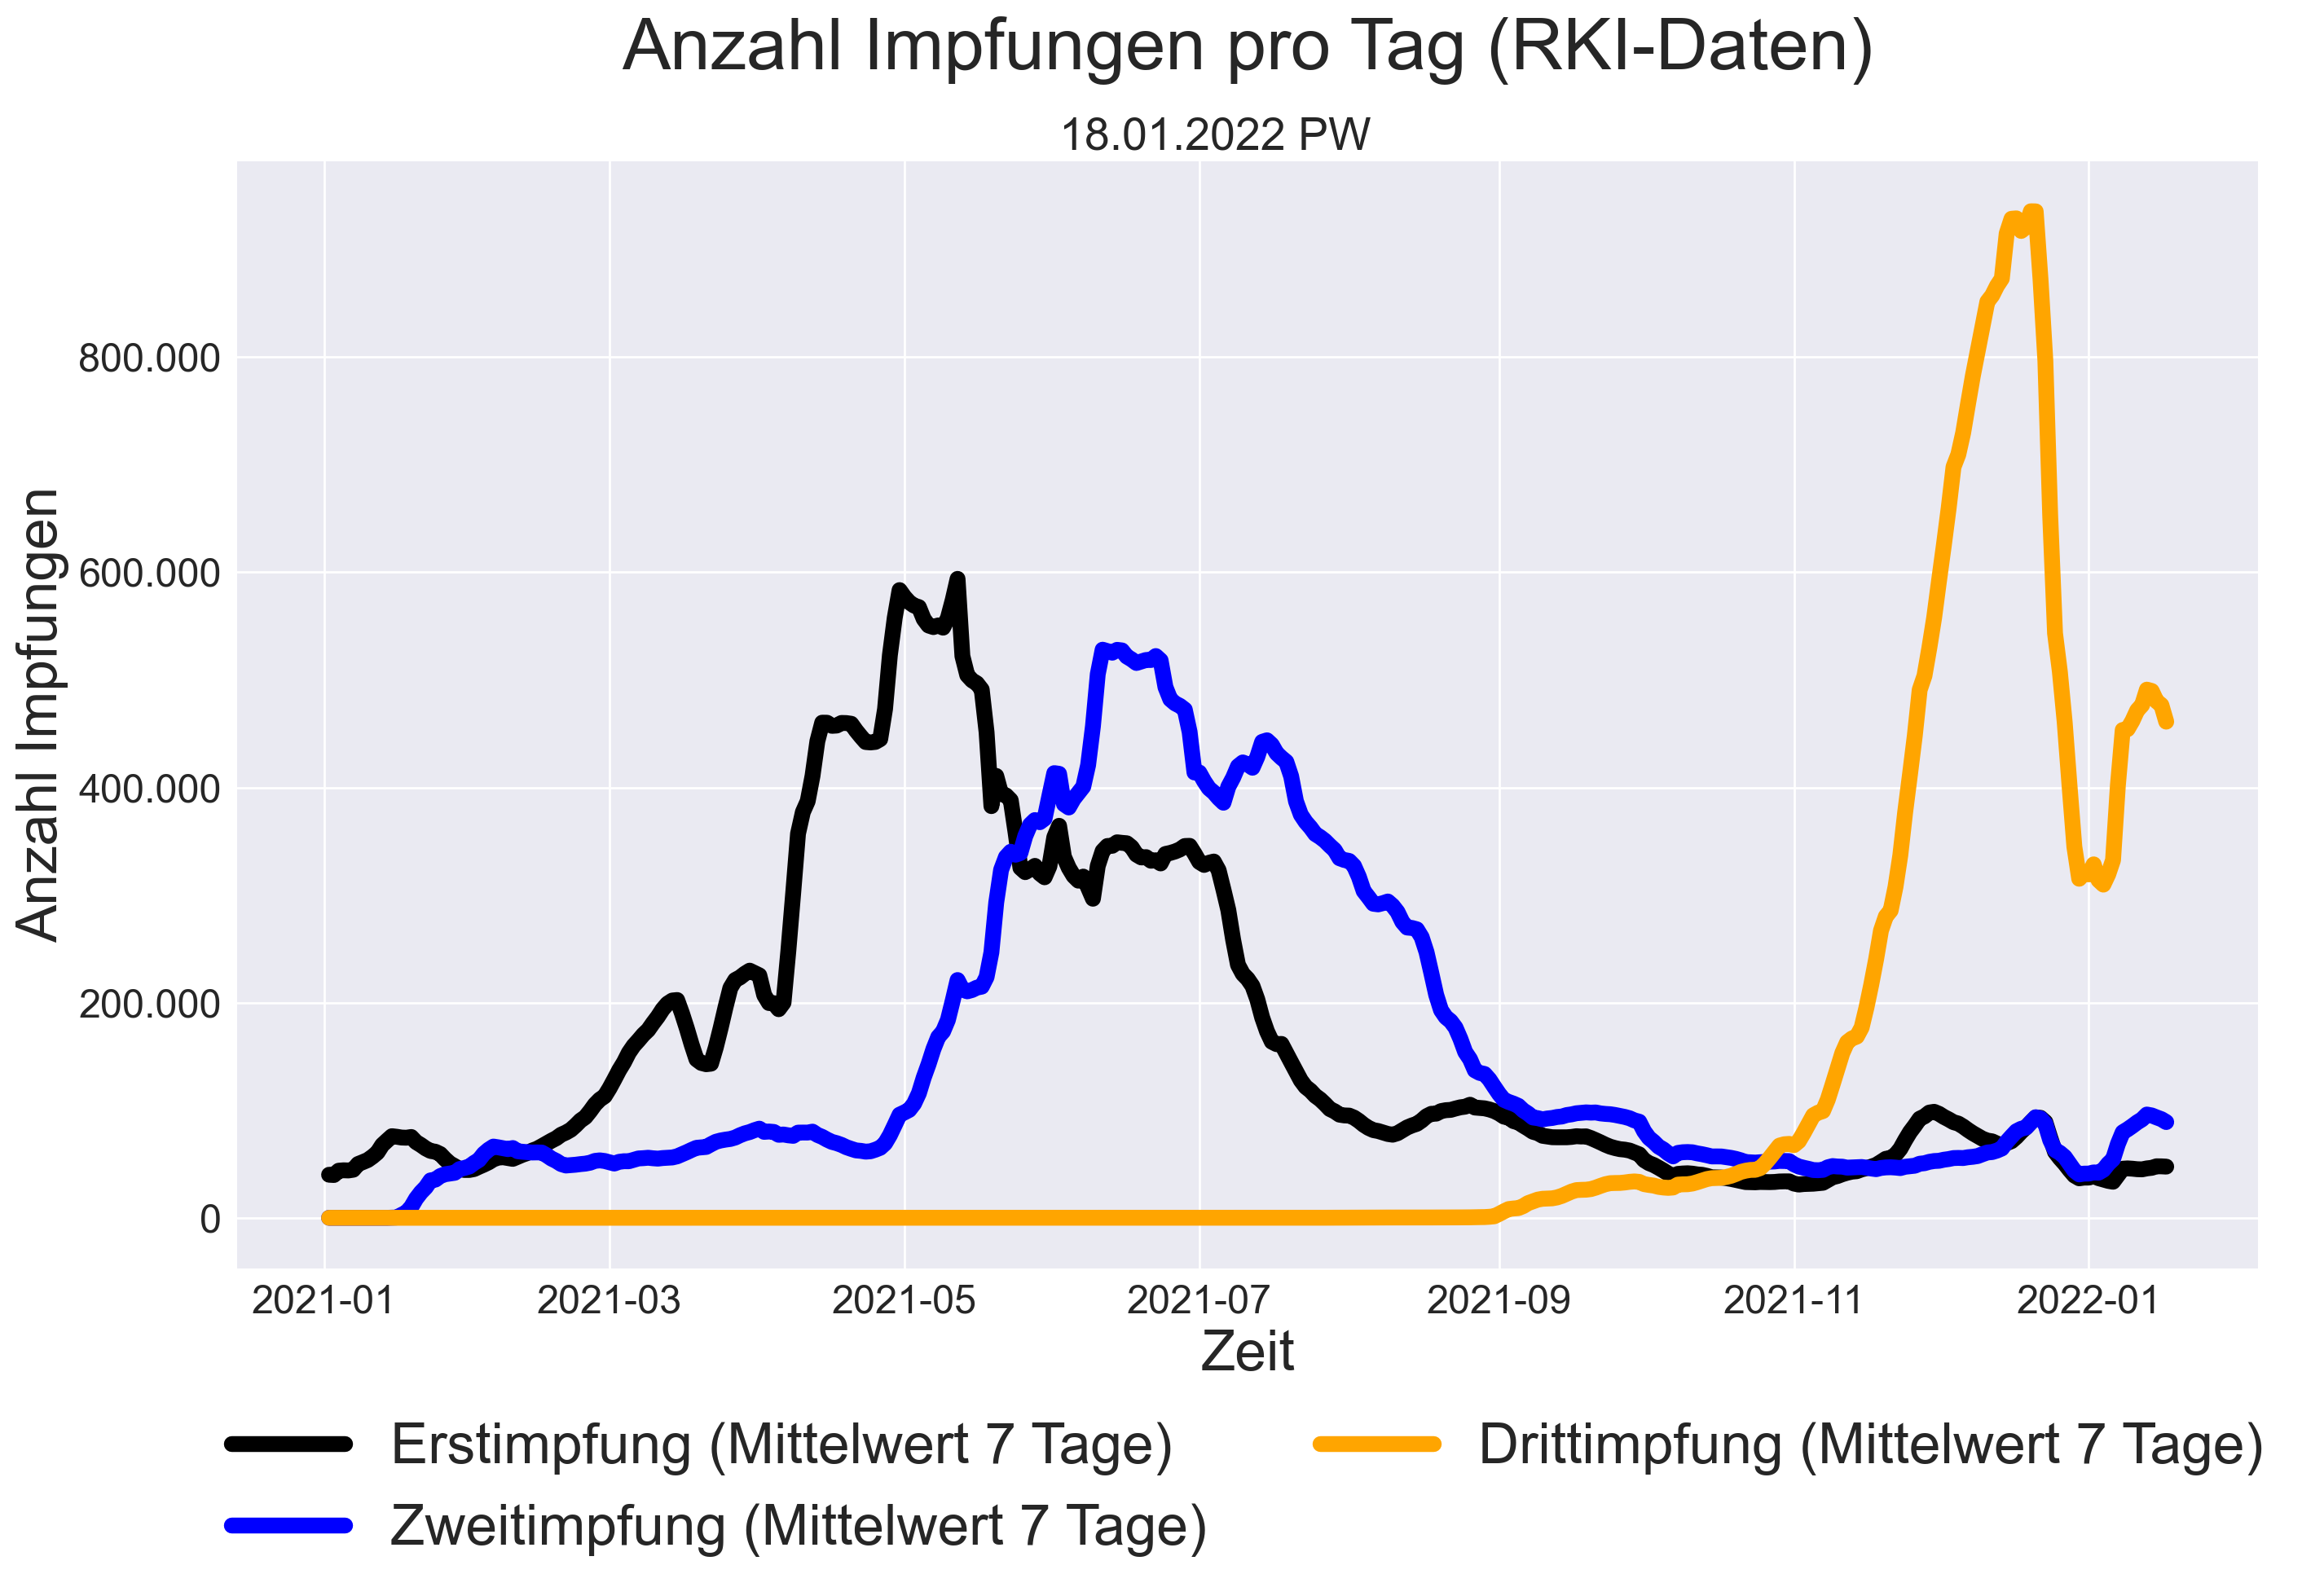 Anzahl Impfungen pro Tag (RKI-Daten)
18.01.2022 PW
Anzahl Impfungen
800.000
600.000
400.000
200.000
0
2021-01 2021-03 2021-05 2021-07 2021-09 2021-11 2022-01
Zeit
Erstimpfung (Mittelwert 7 Tage)
Zweitimpfung (Mittelwert 7 Tage)
Drittimpfung (Mittelwert 7 Tage)